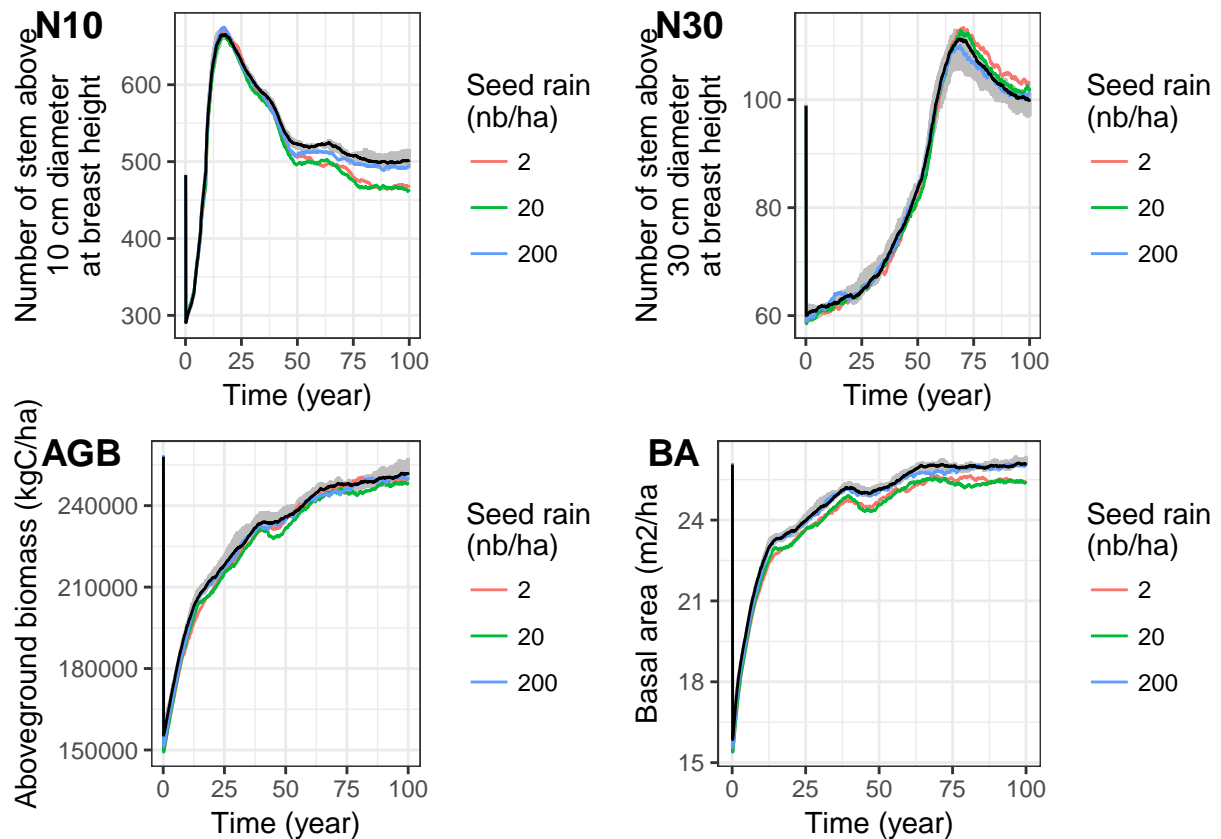 N10
Number of stem above
10 cm diameter
at breast height
600
500
400
300
0 25 50 75 100
Time (year)
Seed rain
(nb/ha)
2
20
200
N30
Number of stem above
30 cm diameter
at breast height
100
80
60
0 25 50 75 100
Time (year)
Seed rain
(nb/ha)
2
20
200
AGB
Aboveground biomass (kgC/ha)
240000
210000
180000
150000
0 25 50 75 100
Time (year)
Seed rain
(nb/ha)
2
20
200
BA
Basal area (m2/ha
24
21
18
15
0 25 50 75 100
Time (year)
Seed rain
(nb/ha)
2
20
200